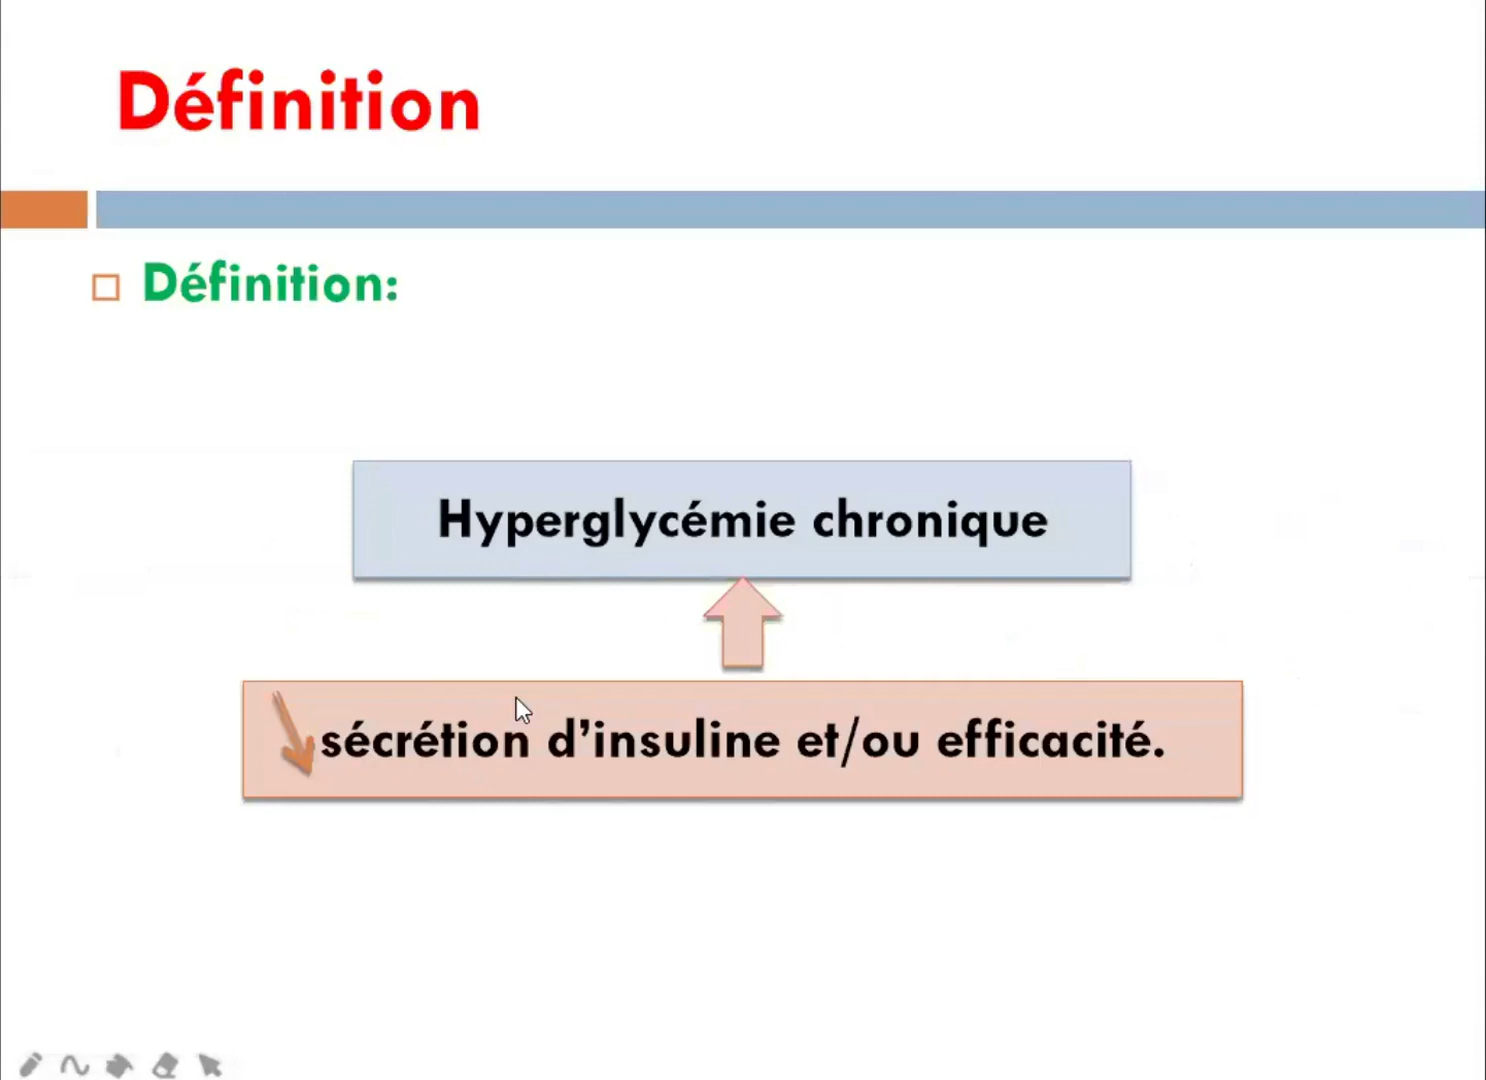 Définition
Définition:
Hyperglycémie chronique
sécrétion d’insuline et/ou efficacité.